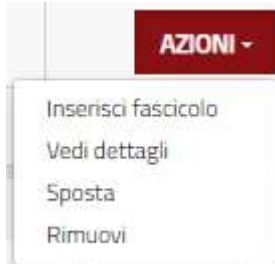 AZIONI -
Inserisci fascicolo
Vedi dettagli
Sposta
Rimuovi